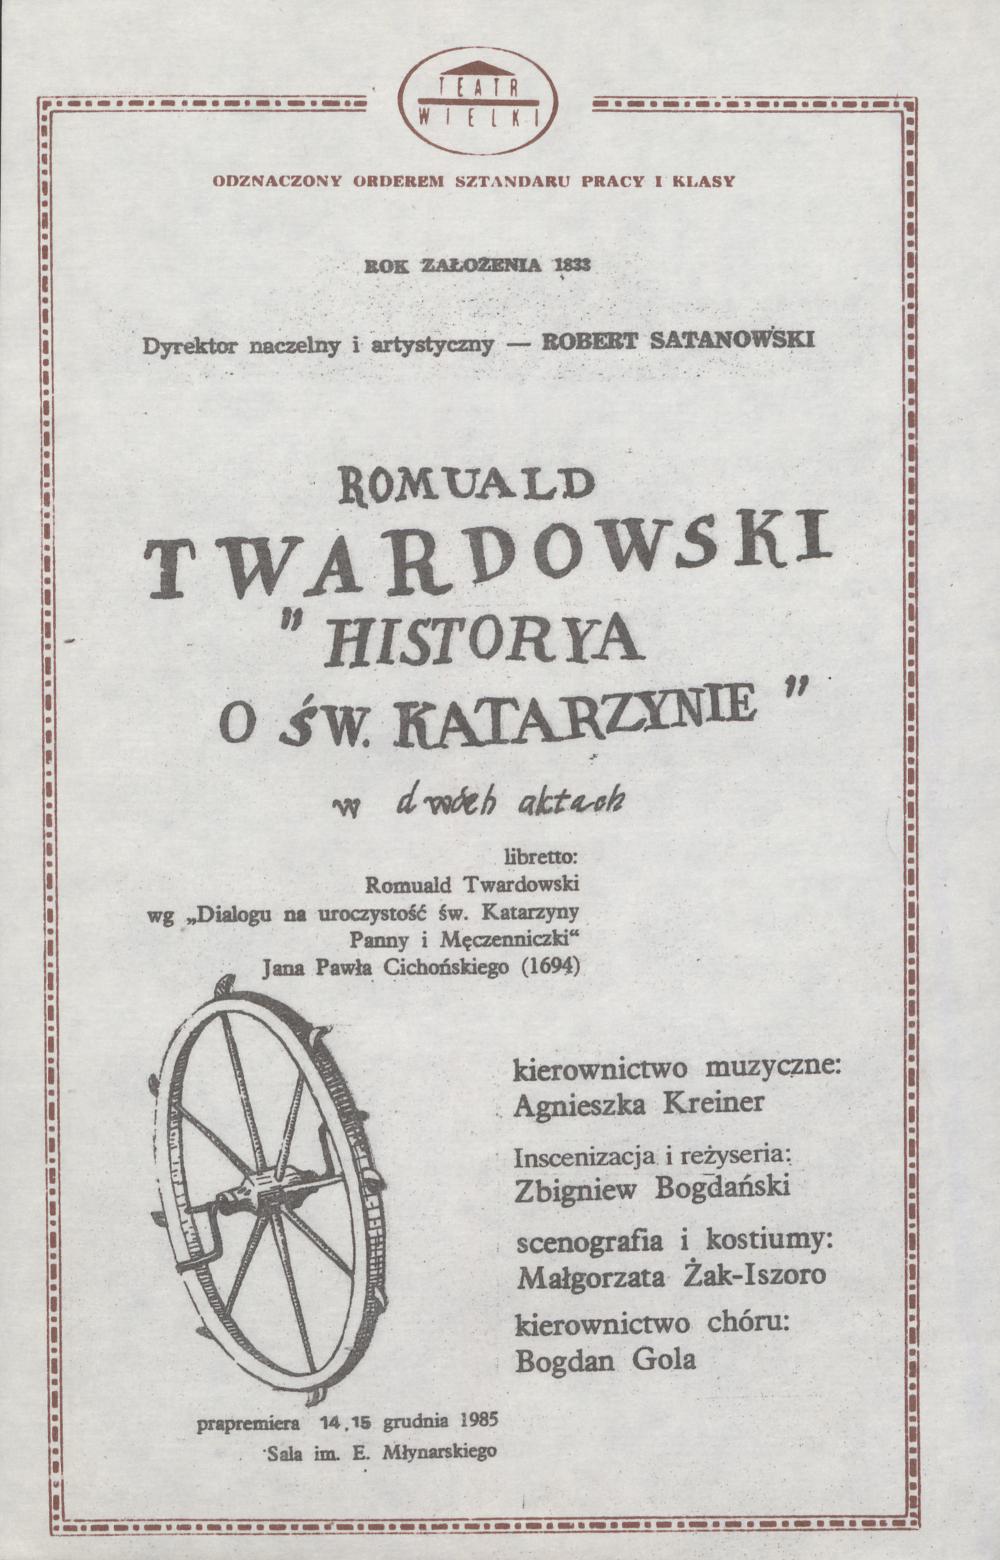 TEATR
WIELKI
ODZNACZONY ORDEREM SZTANDARU PRACY I KLASY
ROK ZAŁOŻENIA 1833
Dyrektor naczelny i artystyczny — ROBERT SATANOWSKI
ROMUALD
TWARDOWSKI
" HISTORYA
O ŚW. KATARZYNIE "
w dwóch aktach
libretto:
Romuald Twardowski
wg „Dialogu na uroczystość św. Katarzyny
Panny i Męczenniczki“
Jana Pawła Cichońskiego (1694)
kierownictwo muzyczne:
Agnieszka Kreiner
Inscenizacja i reżyseria:
Zbigniew Bogdański
scenografia i kostiumy:
Małgorzata Żak-Iszoro
kierownictwo chóru:
Bogdan Gola
prapremiera 14,15 grudnia 1985
Sala im. E. Młynarskiego